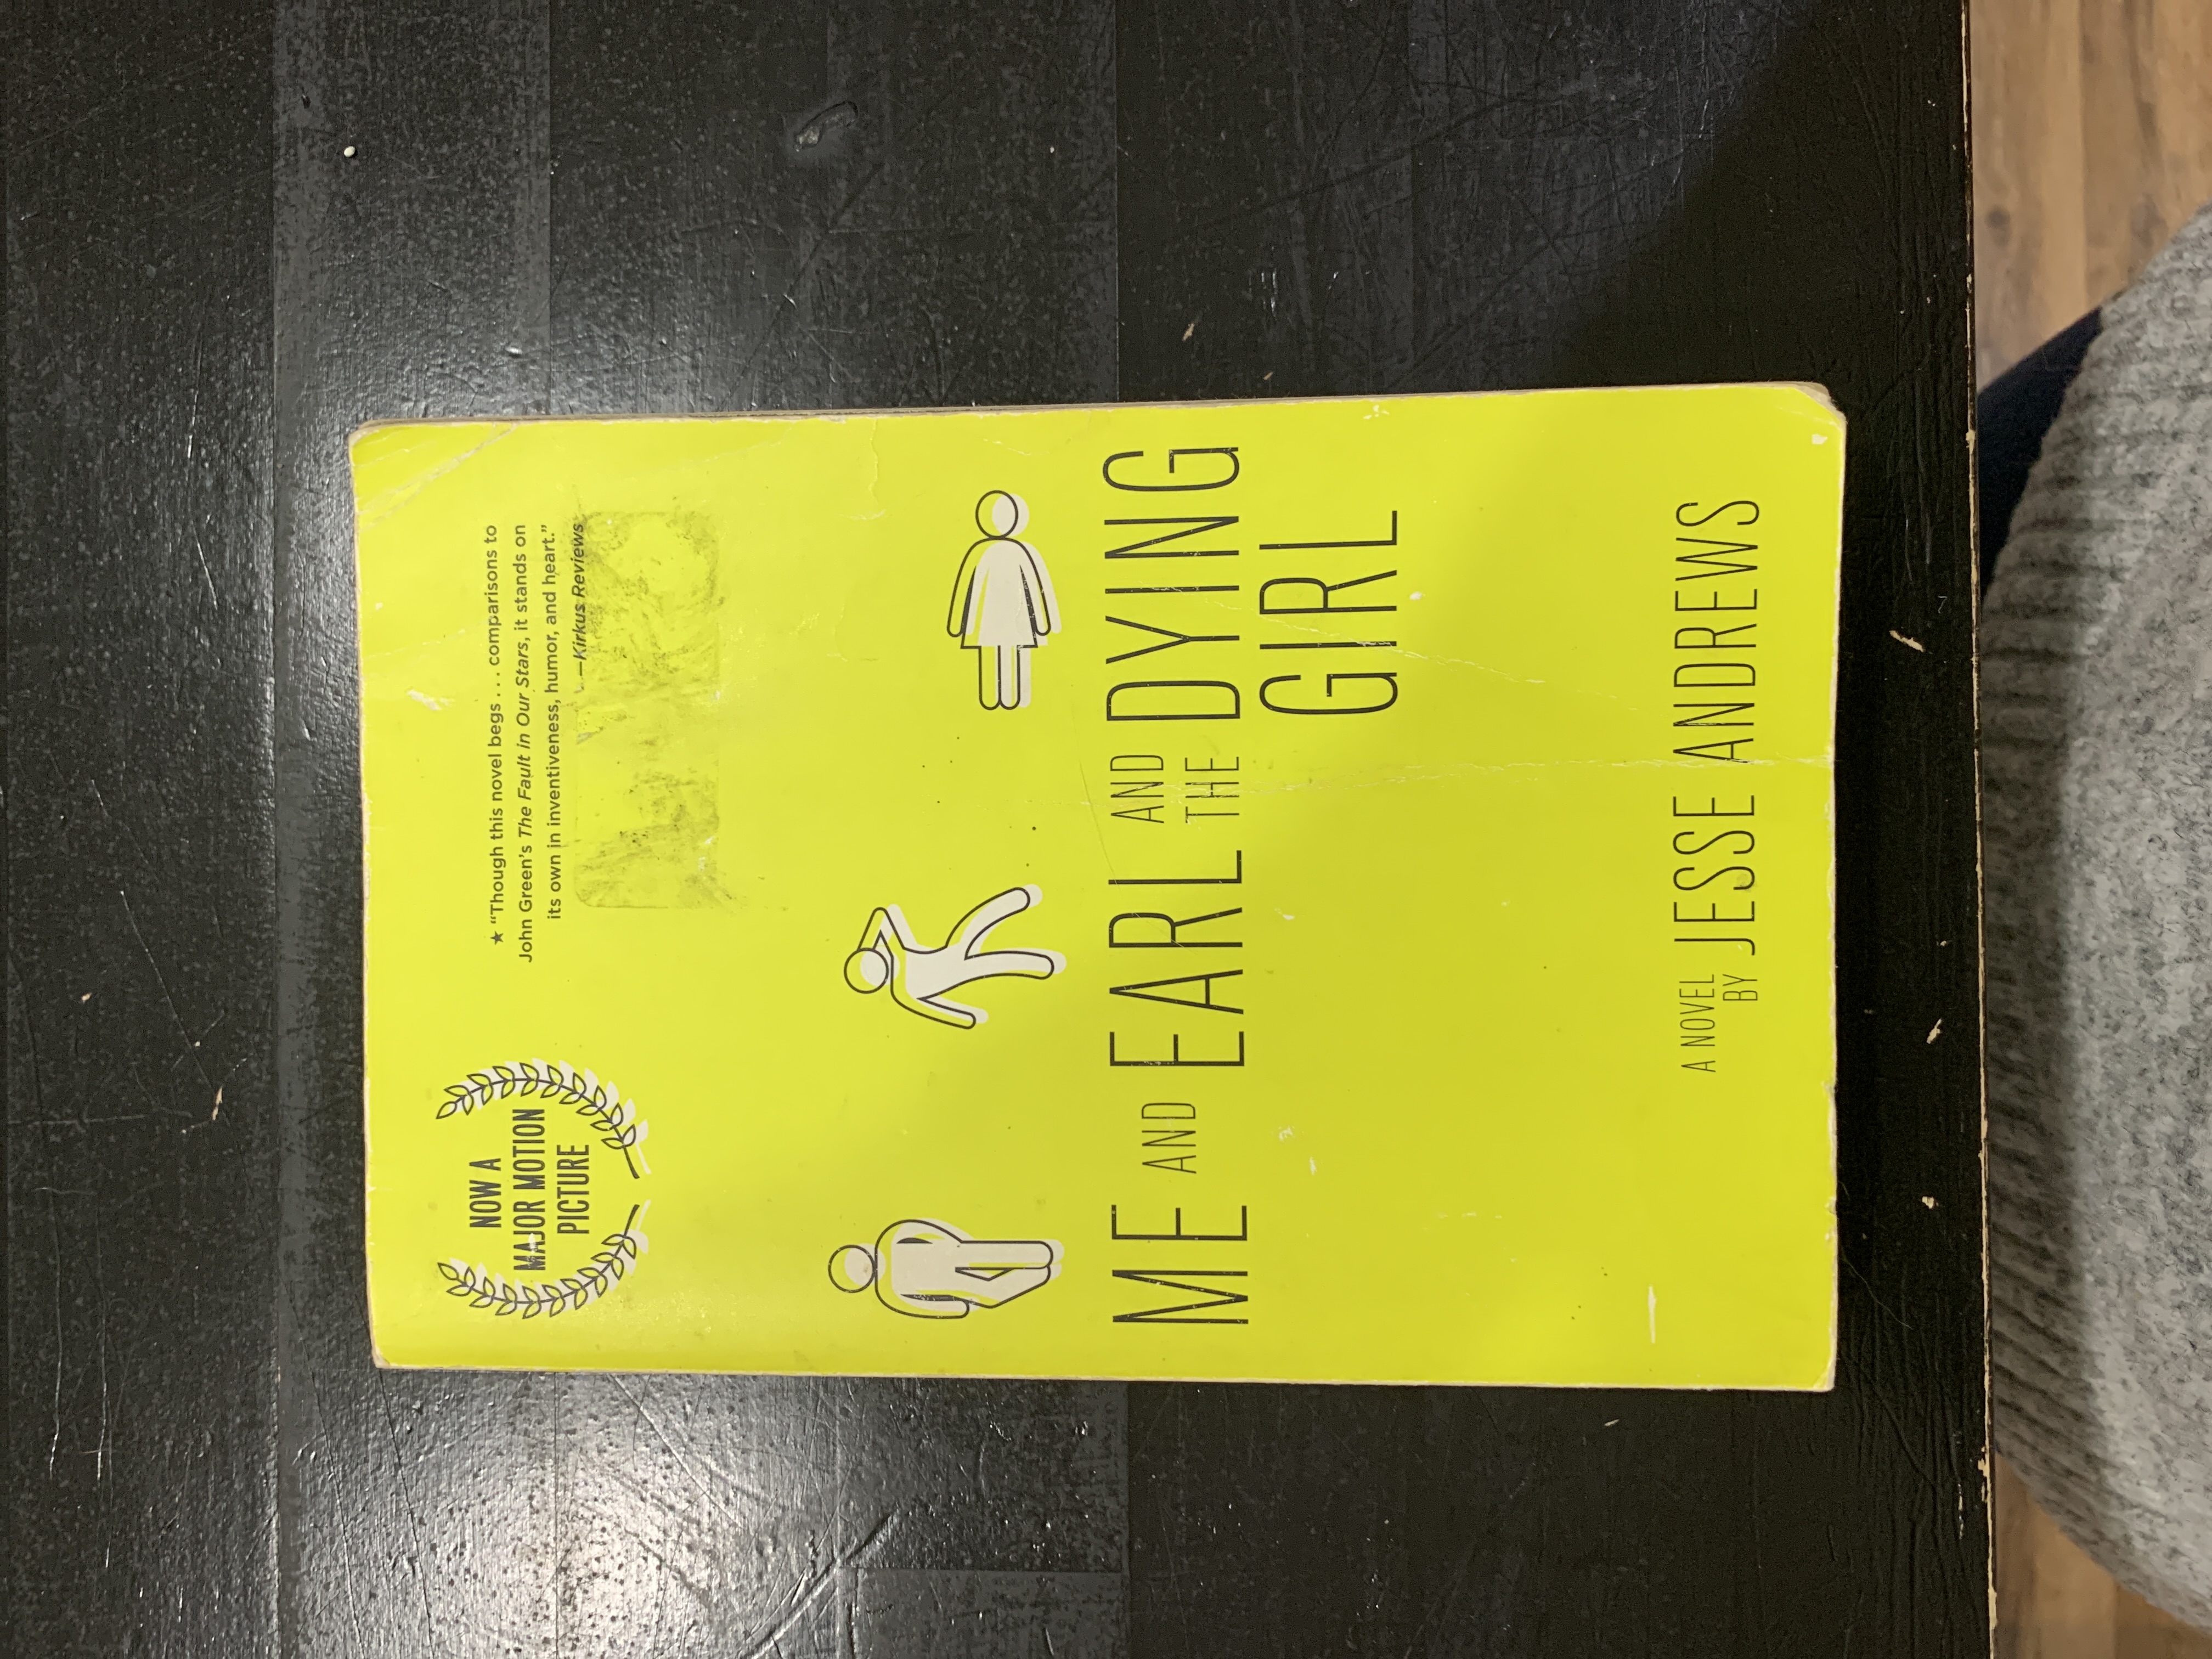 NOW A
MAJOR MOTION
PICTURE
★ "Though this novel begs . . . comparisons to
John Green's The Fault in Our Stars, it stands on
its own in inventiveness, humor, and heart."
—Kirkus Reviews
ME AND EARL AND THE DYING
GIRL
A NOVEL
BY JESSE ANDREWS